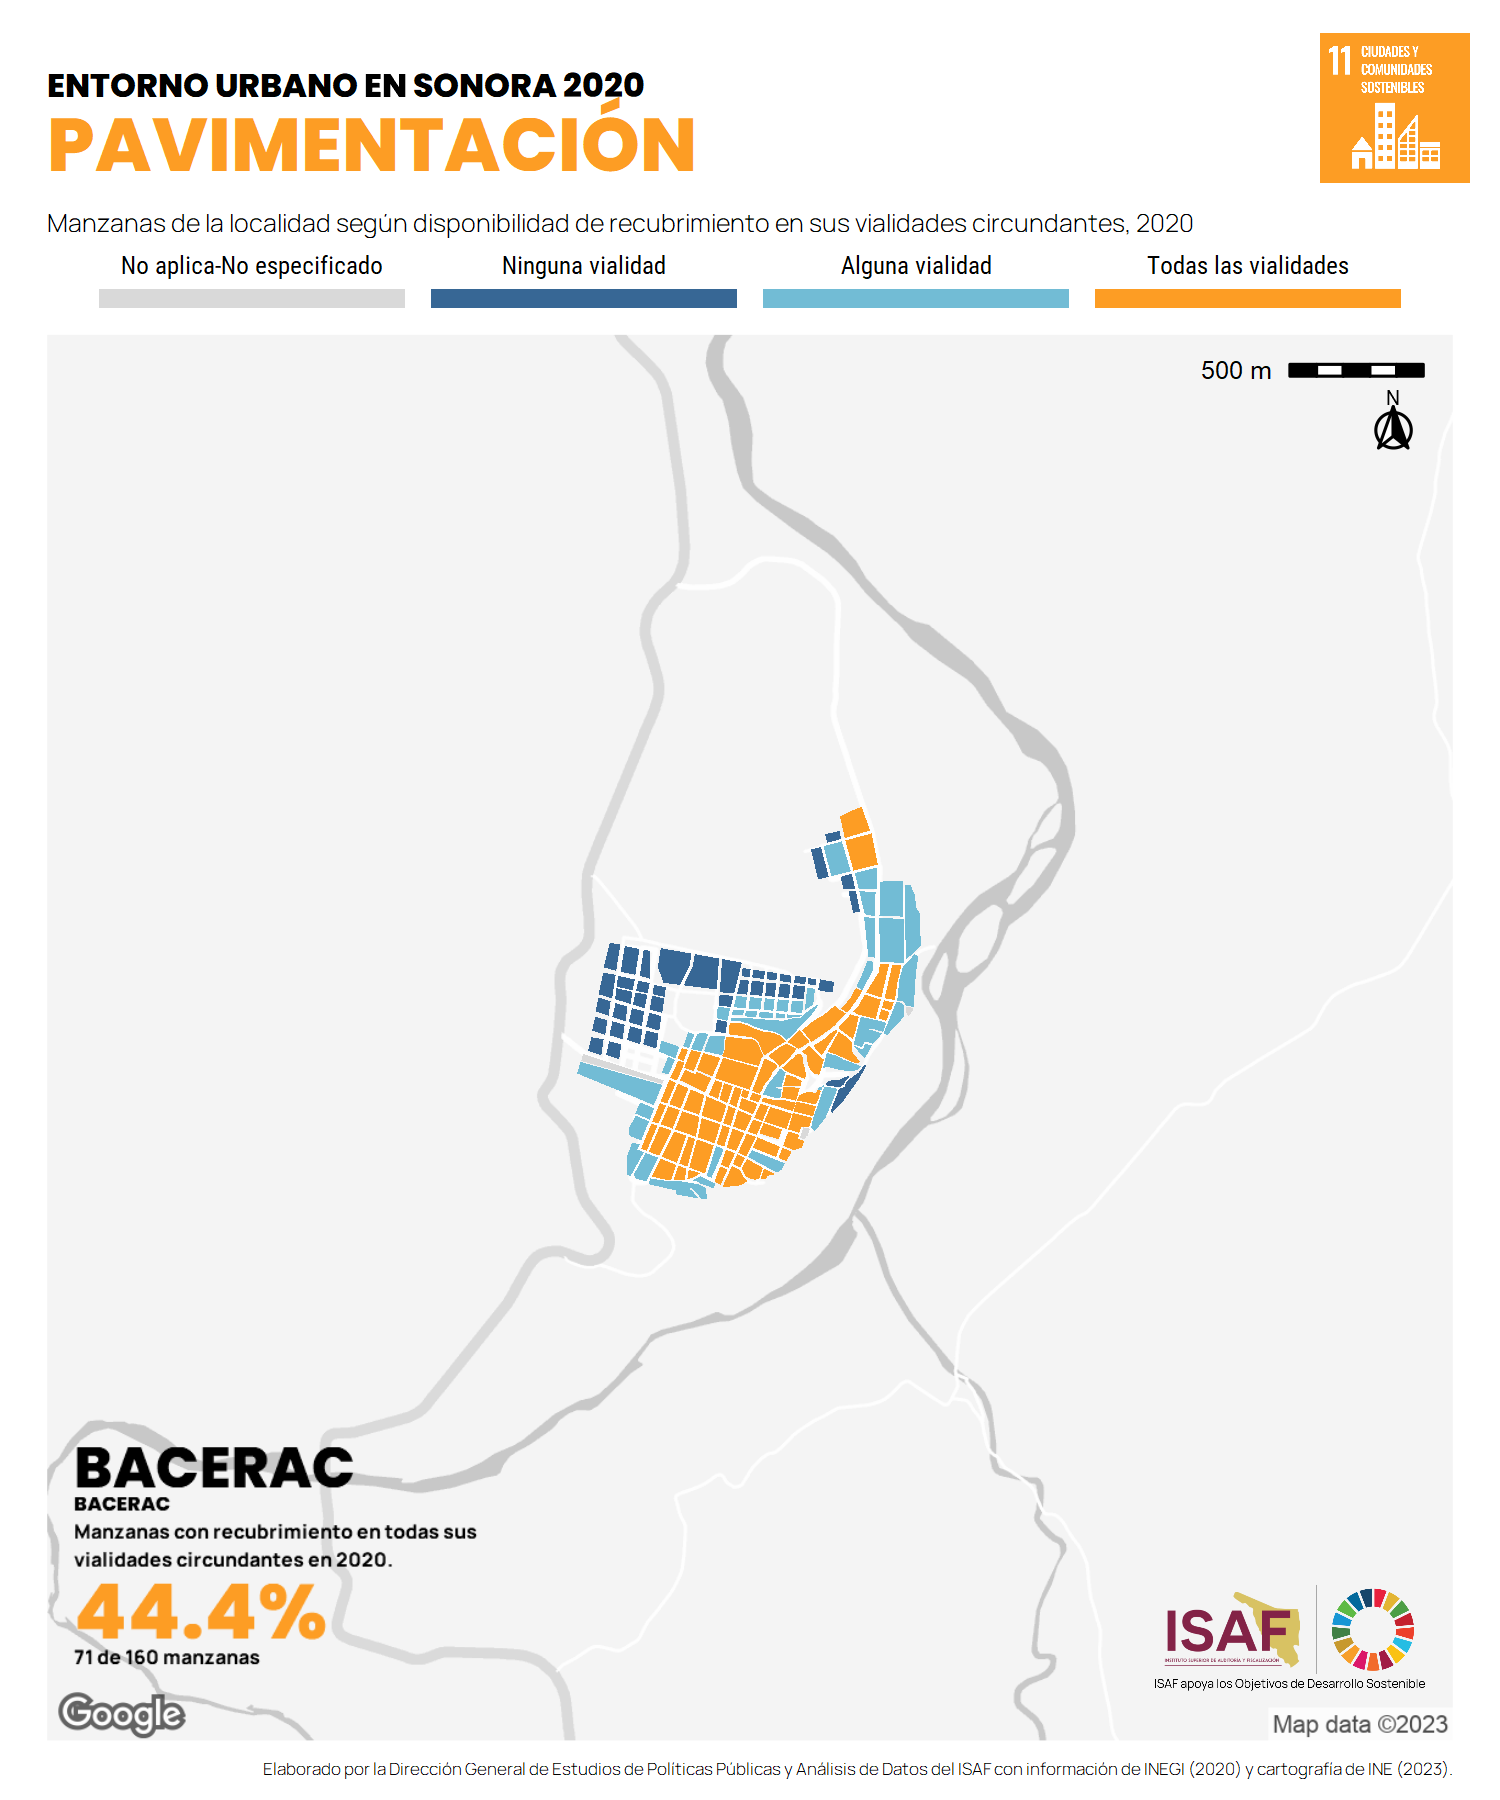 ENTORNO URBANO EN SONORA 2020
PAVIMENTACIÓN
11 CIUDADES Y
COMUNIDADES
SOSTENIBLES
Manzanas de la localidad según disponibilidad de recubrimiento en sus vialidades circundantes, 2020
No aplica-No especificado
Ninguna vialidad
Alguna vialidad
Todas las vialidades
500 m
N
BACERAC
BACERAC
Manzanas con recubrimiento en todas sus
vialidades circundantes en 2020.
44.4%
71 de 160 manzanas
Google
ISAF
INSTITUTO SUPERIOR DE AUDITORÍA Y FISCALIZACIÓN
ISAF apoya los Objetivos de Desarrollo Sostenible
Map data ©2023
Elaborado por la Dirección General de Estudios de Políticas Públicas y Análisis de Datos del ISAF con información de INEGI (2020) y cartografía de INE (2023).